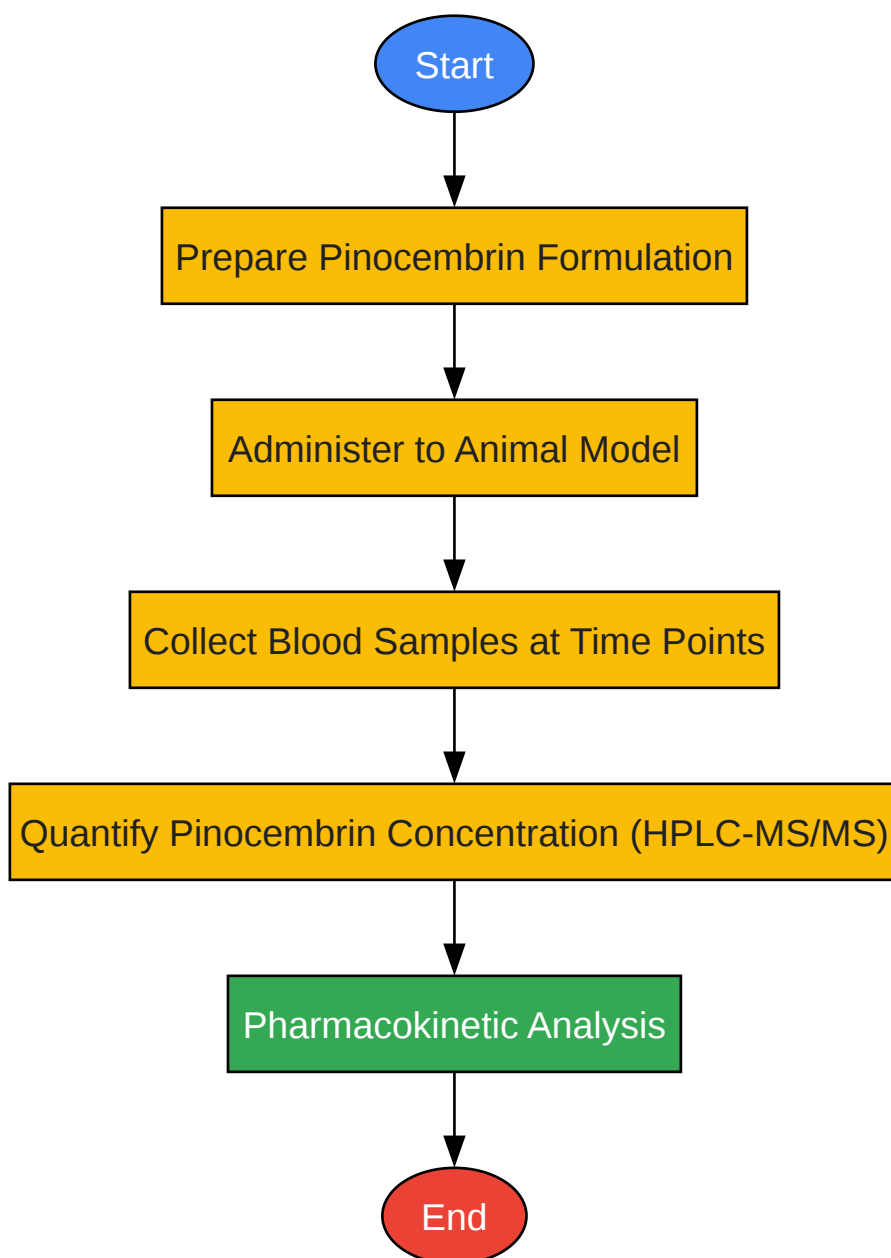 Start
Prepare Pinocembrin Formulation
Administer to Animal Model
Collect Blood Samples at Time Points
Quantify Pinocembrin Concentration (HPLC-MS/MS)
Pharmacokinetic Analysis
End